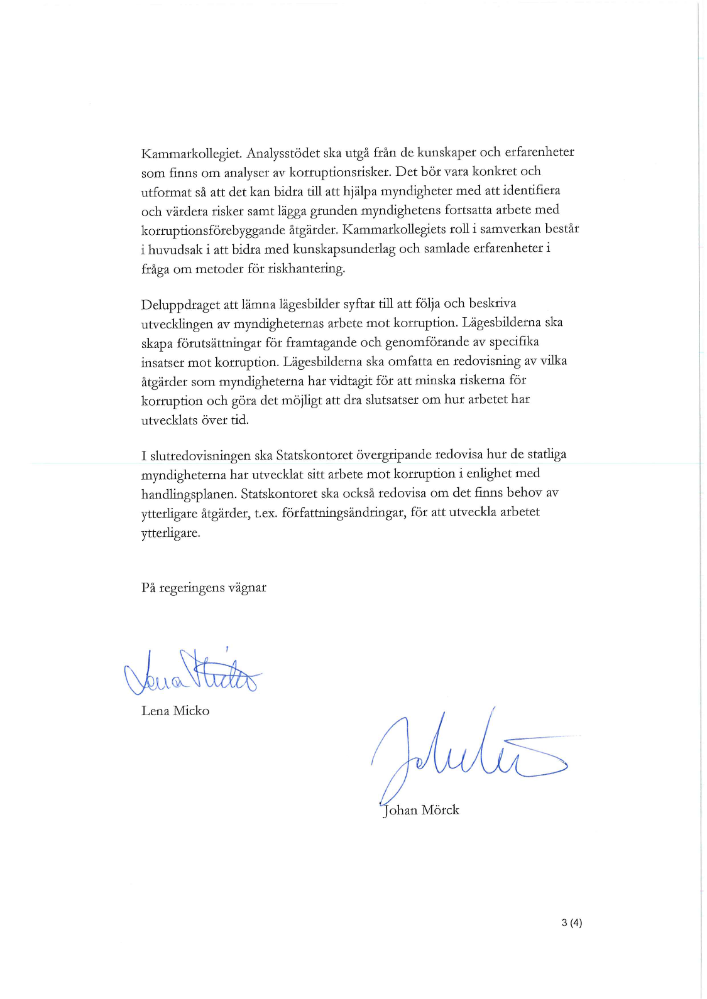 Kammarkollegiet. Analysstödet ska utgå från de kunskaper och erfarenheter
som finns om analyser av korruptionsrisker. Det bör vara konkret och
utformat så att det kan bidra till att hjälpa myndigheter med att identifiera
och värdera risker samt lägga grunden myndighetens fortsatta arbete med
korruptionsförebyggande åtgärder. Kammarkollegiets roll i samverkan består
i huvudsak i att bidra med kunskapsunderlag och samlade erfarenheter i
fråga om metoder för riskhantering.
Deluppdraget att lämna lägesbilder syftar till att följa och beskriva
utvecklingen av myndigheternas arbete mot korruption. Lägesbilderna ska
skapa förutsättningar för framtagande och genomförande av specifika
insatser mot korruption. Lägesbilderna ska omfatta en redovisning av vilka
åtgärder som myndigheterna har vidtagit för att minska riskerna för
korruption och göra det möjligt att dra slutsatser om hur arbetet har
utvecklats över tid.
I slutredovisningen ska Statskontoret övergripande redovisa hur de statliga
myndigheterna har utvecklat sitt arbete mot korruption i enlighet med
handlingsplanen. Statskontoret ska också redovisa om det finns behov av
ytterligare åtgärder, t.ex. författningsändringar, för att utveckla arbetet
ytterligare.
På regeringens vägnar
Lena Micko
Lena Micko
Johan Mörck
3 (4)